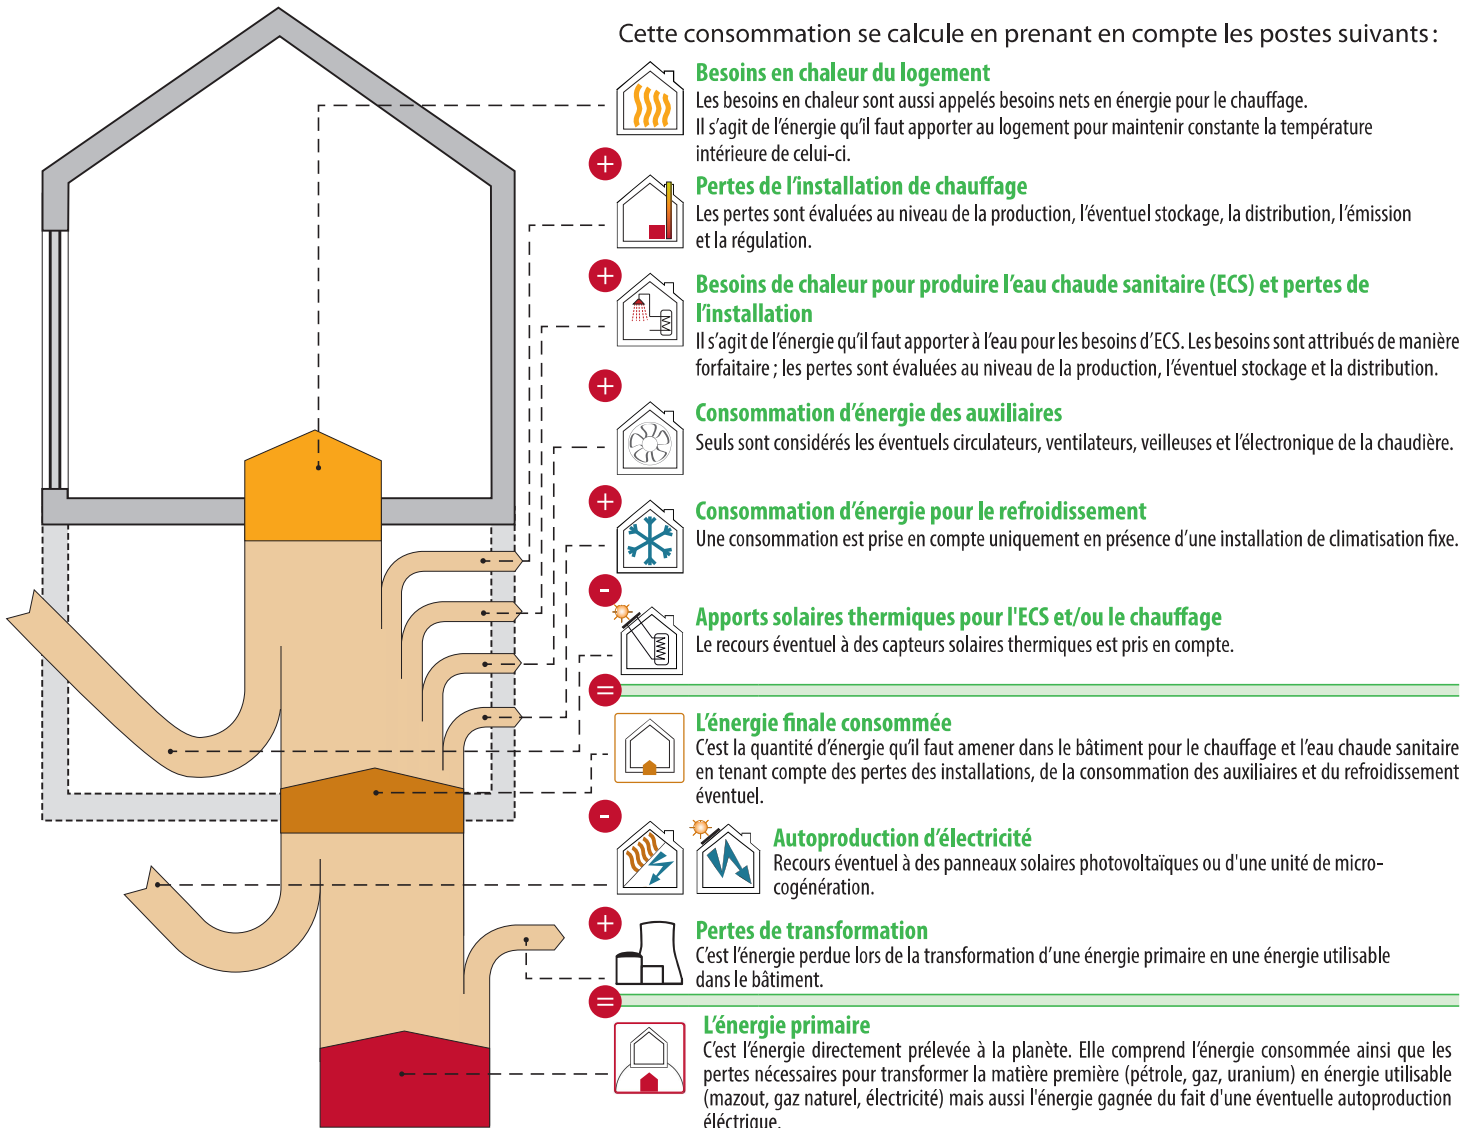 Cette consommation se calcule en prenant en compte les postes suivants :
Besoins en chaleur du logement
Les besoins en chaleur sont aussi appelés besoins nets en énergie pour le chauffage.
Il s'agit de l'énergie qu'il faut apporter au logement pour maintenir constante la température
intérieure de celui-ci.
+
Pertes de l'installation de chauffage
Les pertes sont évaluées au niveau de la production, l'éventuel stockage, la distribution, l'émission
et la régulation.
+
Besoins de chaleur pour produire l'eau chaude sanitaire (ECS) et pertes de
l'installation
Il s'agit de l'énergie qu'il faut apporter à l'eau pour les besoins d'ECS. Les besoins sont attribués de manière
forfaitaire ; les pertes sont évaluées au niveau de la production, l'éventuel stockage et la distribution.
+
Consommation d'énergie des auxiliaires
Seuls sont considérés les éventuels circulateurs, ventilateurs, veilleuses et l'électronique de la chaudière.
+
Consommation d'énergie pour le refroidissement
Une consommation est prise en compte uniquement en présence d'une installation de climatisation fixe.
-
Apports solaires thermiques pour l'ECS et/ou le chauffage
Le recours éventuel à des capteurs solaires thermiques est pris en compte.
=
L'énergie finale consommée
C'est la quantité d'énergie qu'il faut amener dans le bâtiment pour le chauffage et l'eau chaude sanitaire
en tenant compte des pertes des installations, de la consommation des auxiliaires et du refroidissement
éventuel.
-
Autoproduction d'électricité
Recours éventuel à des panneaux solaires photovoltaïques ou d'une unité de micro-
cogénération.
+
Pertes de transformation
C'est l'énergie perdue lors de la transformation d'une énergie primaire en une énergie utilisable
dans le bâtiment.
=
L'énergie primaire
C'est l'énergie directement prélevée à la planète. Elle comprend l'énergie consommée ainsi que les
pertes nécessaires pour transformer la matière première (pétrole, gaz, uranium) en énergie utilisable
(mazout, gaz naturel, électricité) mais aussi l'énergie gagnée du fait d'une éventuelle autoproduction
éléctrique.